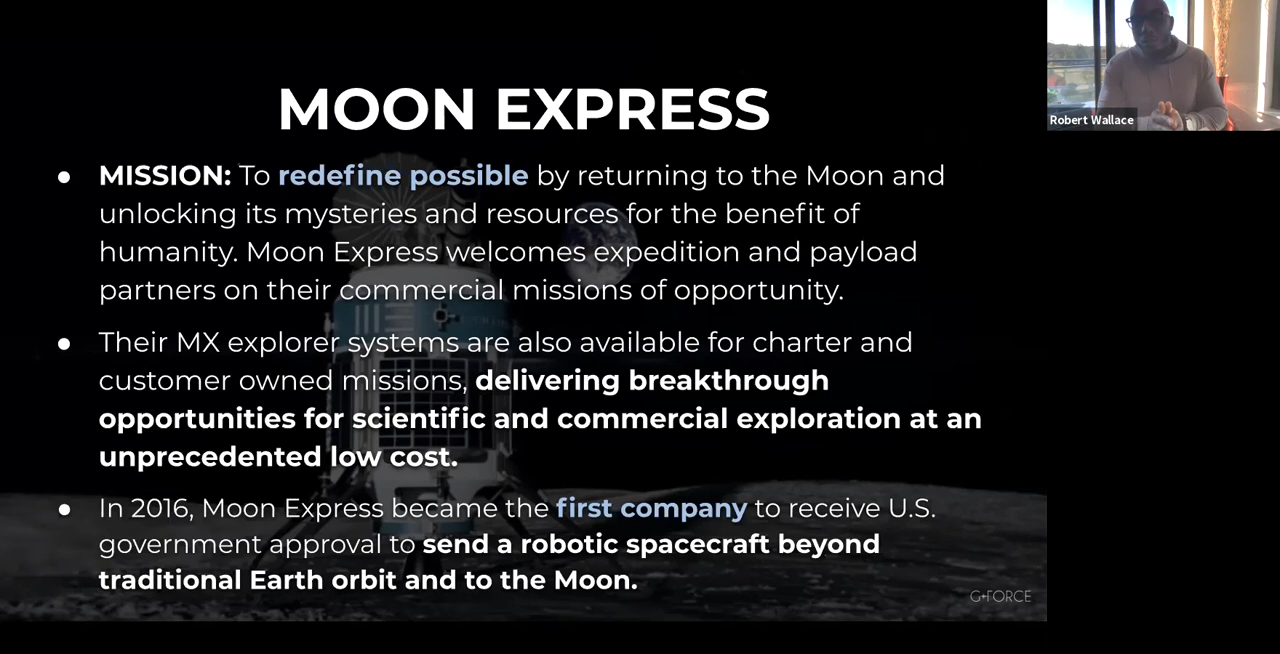 MOON EXPRESS
● MISSION: To redefine possible by returning to the Moon and
unlocking its mysteries and resources for the benefit of
humanity. Moon Express welcomes expedition and payload
partners on their commercial missions of opportunity.
● Their MX explorer systems are also available for charter and
customer owned missions, delivering breakthrough
opportunities for scientific and commercial exploration at an
unprecedented low cost.
● In 2016, Moon Express became the first company to receive U.S.
government approval to send a robotic spacecraft beyond
traditional Earth orbit and to the Moon.
G+FORCE
Robert Wallace